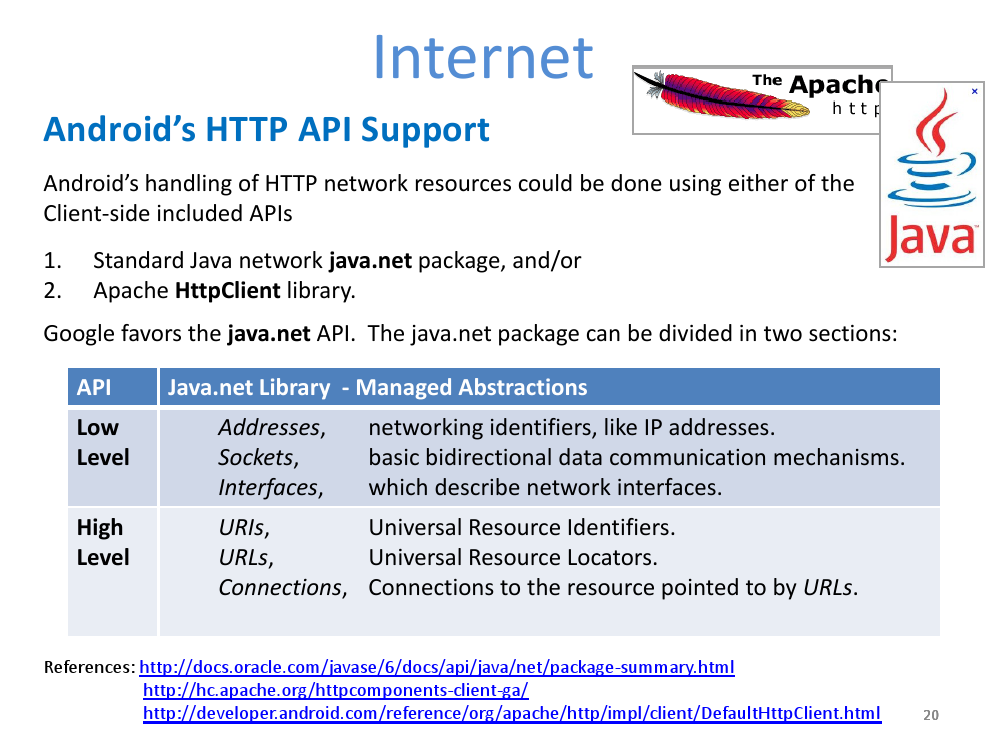 Internet
The Apache
http
Java™
Android’s HTTP API Support
Android’s handling of HTTP network resources could be done using either of the
Client-side included APIs
1. Standard Java network java.net package, and/or
2. Apache HttpClient library.
Google favors the java.net API. The java.net package can be divided in two sections:
API Java.net Library - Managed Abstractions
Low Level
Addresses, networking identifiers, like IP addresses.
Sockets, basic bidirectional data communication mechanisms.
Interfaces, which describe network interfaces.
High Level
URIs, Universal Resource Identifiers.
URLs, Universal Resource Locators.
Connections, Connections to the resource pointed to by URLs.
References: http://docs.oracle.com/javase/6/docs/api/java/net/package-summary.html
http://hc.apache.org/httpcomponents-client-ga/
http://developer.android.com/reference/org/apache/http/impl/client/DefaultHttpClient.html
20